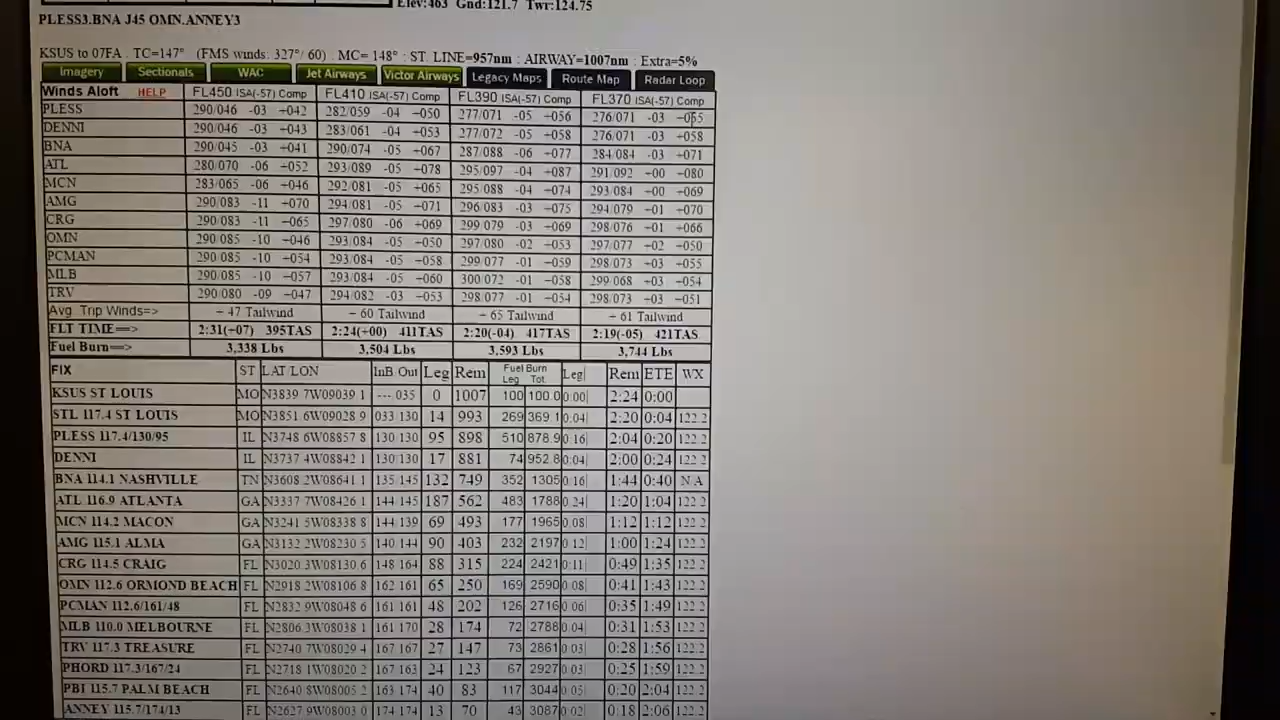 Elev:463 Gnd:121.7 Twr:124.75
PLESS3.BNA J45 OMN.ANNEY3
KSUS to 07FA . TC=147° (FMS winds: 327°/ 60) : MC= 148° : ST. LINE=957nm : AIRWAY=1007nm : Extra=5%
Imagery Sectionals WAC Jet Airways Victor Airways Legacy Maps Route Map Radar Loop
Winds Aloft HELP FL450 ISA(-57) Comp FL410 ISA(-57) Comp FL390 ISA(-57) Comp FL370 ISA(-57) Comp
PLESS 290/046 -03 +042 282/059 -04 +050 277/071 -05 +056 276/071 -03 +055
DENNI 290/046 -03 +043 283/061 -04 +053 277/072 -05 +058 276/071 -03 +058
BNA 290/045 -03 +041 290/074 -05 +067 287/088 -06 +077 284/084 -03 +071
ATL 280/070 -06 +052 293/089 -05 +078 295/097 -04 +087 291/092 +00 +080
MCN 283/065 -06 +046 292/081 -05 +065 295/088 -04 +074 293/084 +00 +069
AMG 290/083 -11 +070 294/081 -05 +071 296/083 -03 +075 294/079 +01 +070
CRG 290/083 -11 +065 297/080 -06 +069 299/079 -03 +069 298/076 +01 +066
OMN 290/085 -10 +046 293/084 -05 +050 297/080 -02 +053 297/077 +02 +050
PCMAN 290/085 -10 +054 293/084 -05 +058 299/077 -01 +059 298/073 +03 +055
MLB 290/085 -10 +057 293/084 -05 +060 300/072 -01 +058 299/068 +03 +054
TRV 290/080 -09 +047 294/082 -03 +053 298/077 -01 +054 298/073 +03 +051
Avg Trip Winds=> + 47 Tailwind + 60 Tailwind + 65 Tailwind + 61 Tailwind
FLT TIME==> 2:31(+07) 395TAS 2:24(+00) 411TAS 2:20(-04) 417TAS 2:19(-05) 421TAS
Fuel Burn=> 3,338 Lbs 3,504 Lbs 3,593 Lbs 3,744 Lbs
FIX ST LAT/LON InB Out Leg Rem Fuel Burn Leg Tot. Leg Rem ETE WX
KSUS ST LOUIS MO N3839 7W09039 1 --- 035 0 1007 100 100.0 0:00 2:24 0:00
STL 117.4 ST LOUIS MO N3851 6W09028 9 033 130 14 993 269 369.1 0:04 2:20 0:04 122.2
PLESS 117.4/130/95 IL N3748 6W08857 8 130 130 95 898 510 878.9 0:16 2:04 0:20 122.2
DENNI IL N3737 4W08842 1 130 130 17 881 74 952.8 0:04 2:00 0:24 122.2
BNA 114.1 NASHVILLE TN N3608 2W08641 1 135 145 132 749 352 1305 0:16 1:44 0:40 N A
ATL 116.9 ATLANTA GA N3337 7W08426 1 144 145 187 562 483 1788 0:24 1:20 1:04 122.2
MCN 114.2 MACON GA N3241 5W08338 8 144 139 69 493 177 1965 0:08 1:12 1:12 122.2
AMG 115.1 ALMA GA N3132 2W08230 5 140 144 90 403 232 2197 0:12 1:00 1:24 122.2
CRG 114.5 CRAIG FL N3020 3W08130 6 148 164 88 315 224 2421 0:11 0:49 1:35 122.2
OMN 112.6 ORMOND BEACH FL N2918 2W08106 8 162 161 65 250 169 2590 0:08 0:41 1:43 122.2
PCMAN 112.6/161/48 FL N2832 9W08048 6 161 161 48 202 126 2716 0:06 0:35 1:49 122.2
MLB 110.0 MELBOURNE FL N2806 3W08038 1 161 170 28 174 72 2788 0:04 0:31 1:53 122.2
TRV 117.3 TREASURE FL N2740 7W08029 4 167 167 27 147 73 2861 0:03 0:28 1:56 122.2
PHORD 117.3/167/24 FL N2718 1W08020 2 167 163 24 123 67 2927 0:03 0:25 1:59 122.2
PBI 115.7 PALM BEACH FL N2640 8W08005 2 163 174 40 83 117 3044 0:05 0:20 2:04 122.2
ANNEY 115.7/174/13 FL N2627 9W08003 0 174 174 13 70 43 3087 0:02 0:18 2:06 122.2